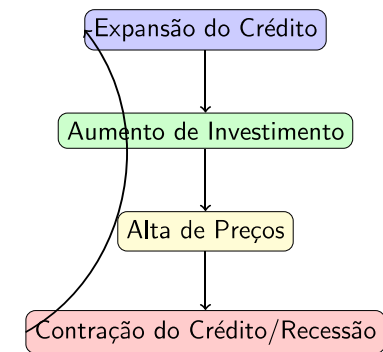 Expansão do Crédito
Aumento de Investimento
Alta de Preços
Contração do Crédito/Recessão